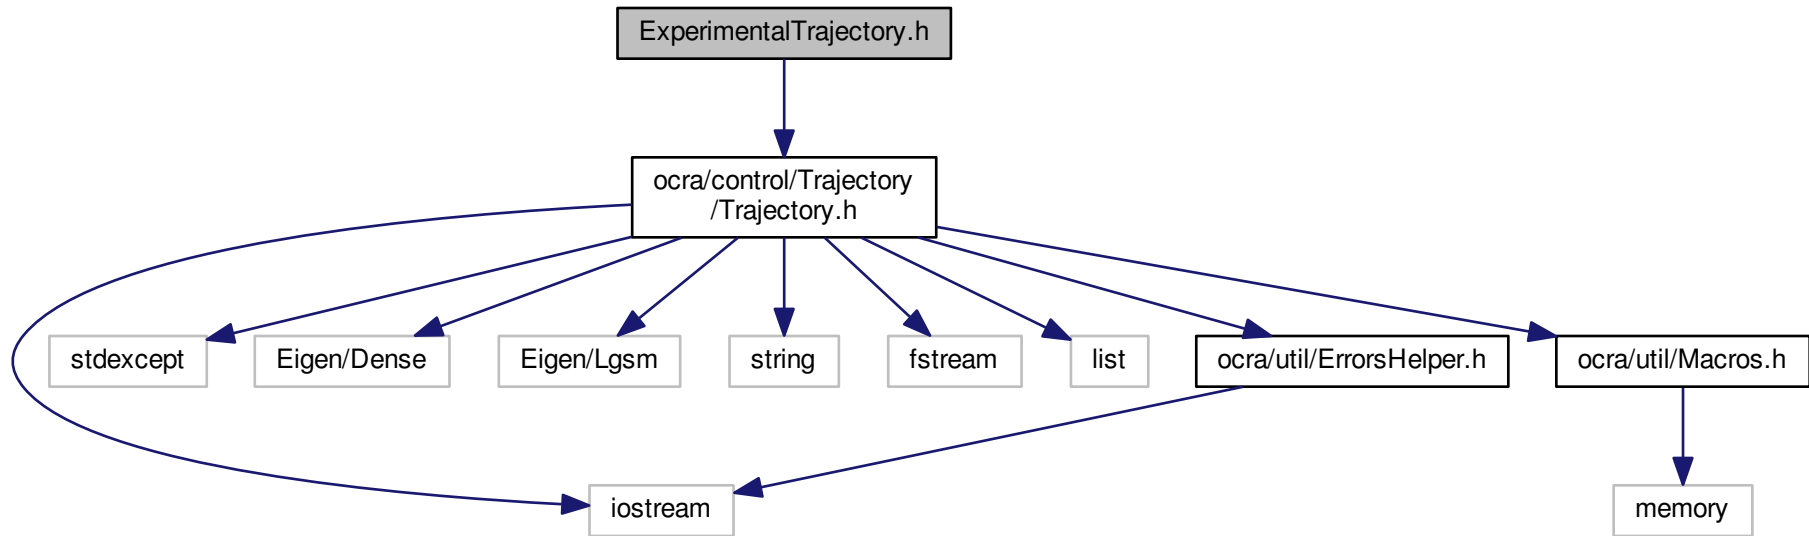 ExperimentalTrajectory.h
ocra/control/Trajectory
/Trajectory.h
stdexcept
Eigen/Dense
Eigen/Lgsm
string
fstream
list
ocra/util/ErrorsHelper.h
ocra/util/Macros.h
iostream
memory